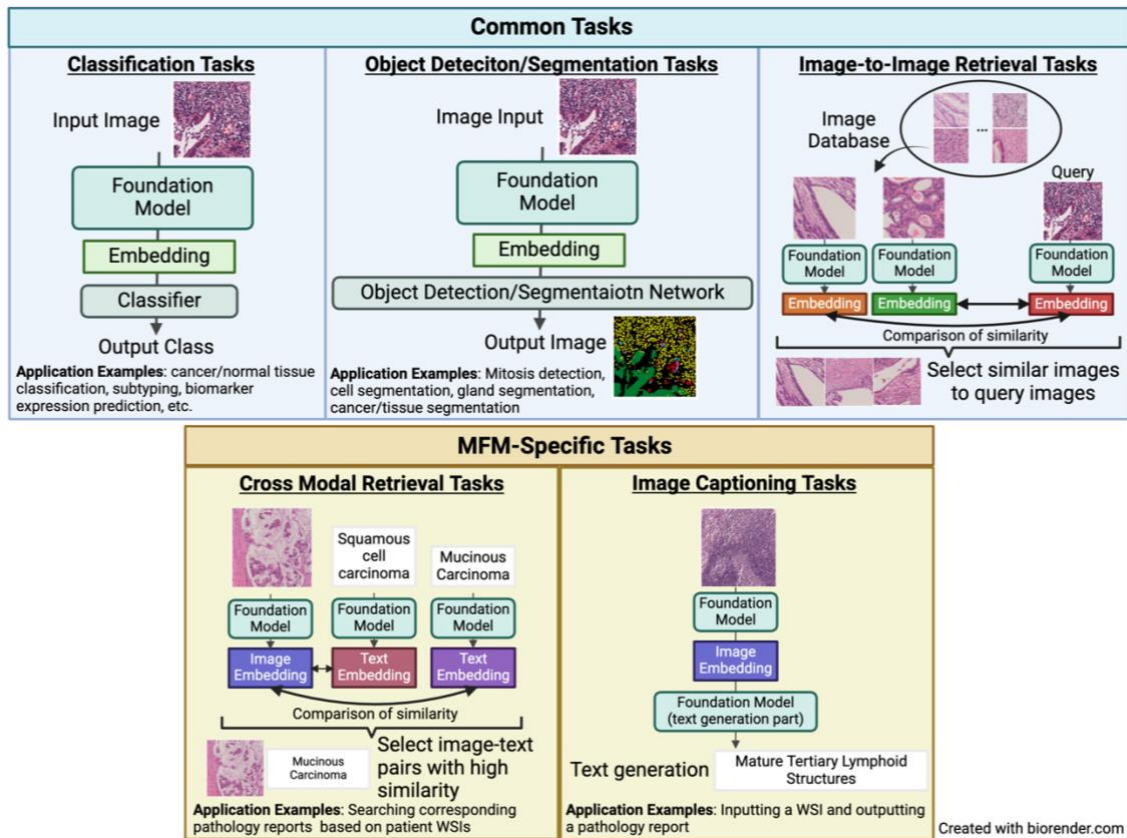 Common Tasks
Classification Tasks
Input Image
Foundation
Model
Embedding
Classifier
Output Class
Application Examples: cancer/normal tissue
classification, subtyping, biomarker
expression prediction, etc.
Object Deteciton/Segmentation Tasks
Image Input
Foundation
Model
Embedding
Object Detection/Segmentaiotn Network
Output Image
Application Examples: Mitosis detection,
cell segmentation, gland segmentation,
cancer/tissue segmentation
Image-to-Image Retrieval Tasks
Image
Database
...
Query
Foundation
Model
Foundation
Model
Foundation
Model
Embedding
Embedding
Embedding
Comparison of similarity
Select similar images
to query images
MFM-Specific Tasks
Cross Modal Retrieval Tasks
Squamous
cell
carcinoma
Mucinous
Carcinoma
Foundation
Model
Foundation
Model
Foundation
Model
Image
Embedding
Text
Embedding
Text
Embedding
Comparison of similarity
Mucinous
Carcinoma
Select image-text
pairs with high
similarity
Application Examples: Searching corresponding
pathology reports based on patient WSIs
Image Captioning Tasks
Foundation
Model
Image
Embedding
Foundation Model
(text generation part)
Text generation
Mature Tertiary Lymphoid
Structures
Application Examples: Inputting a WSI and outputting
a pathology report
Created with biorender.com